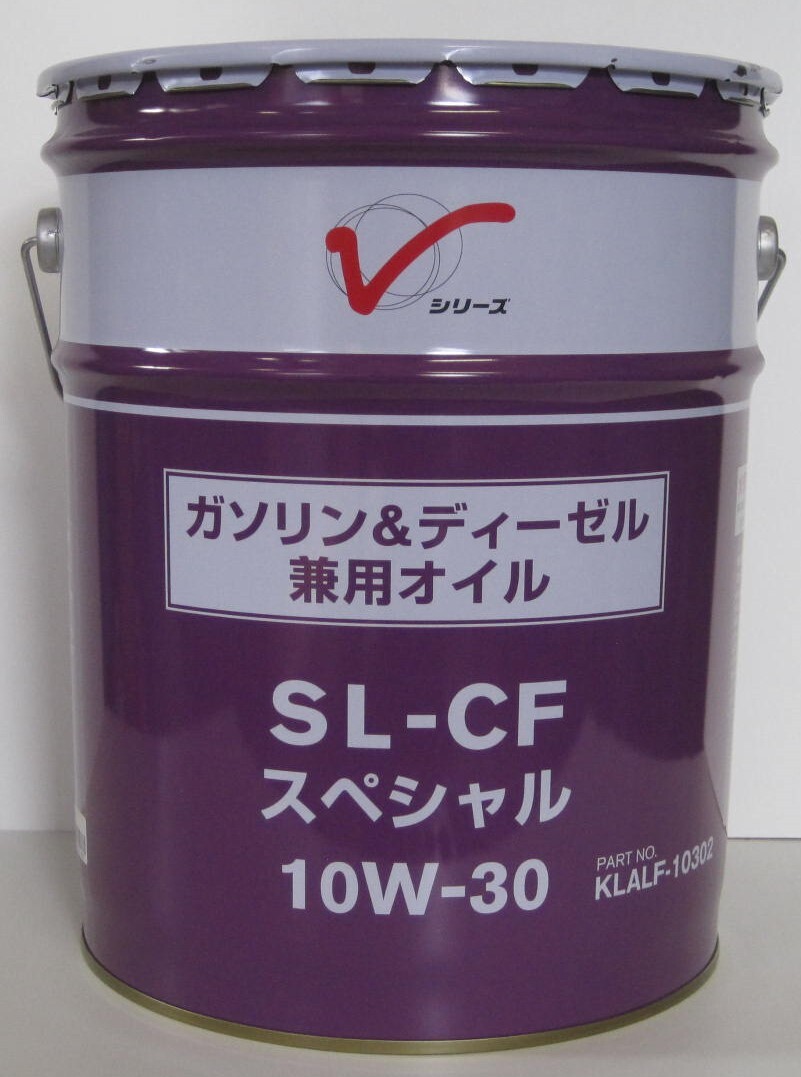 V
シリーズ
ガソリン&ディーゼル
兼用オイル
SL-CF
スペシャル
10W-30
PART NO.
KLALF-10302